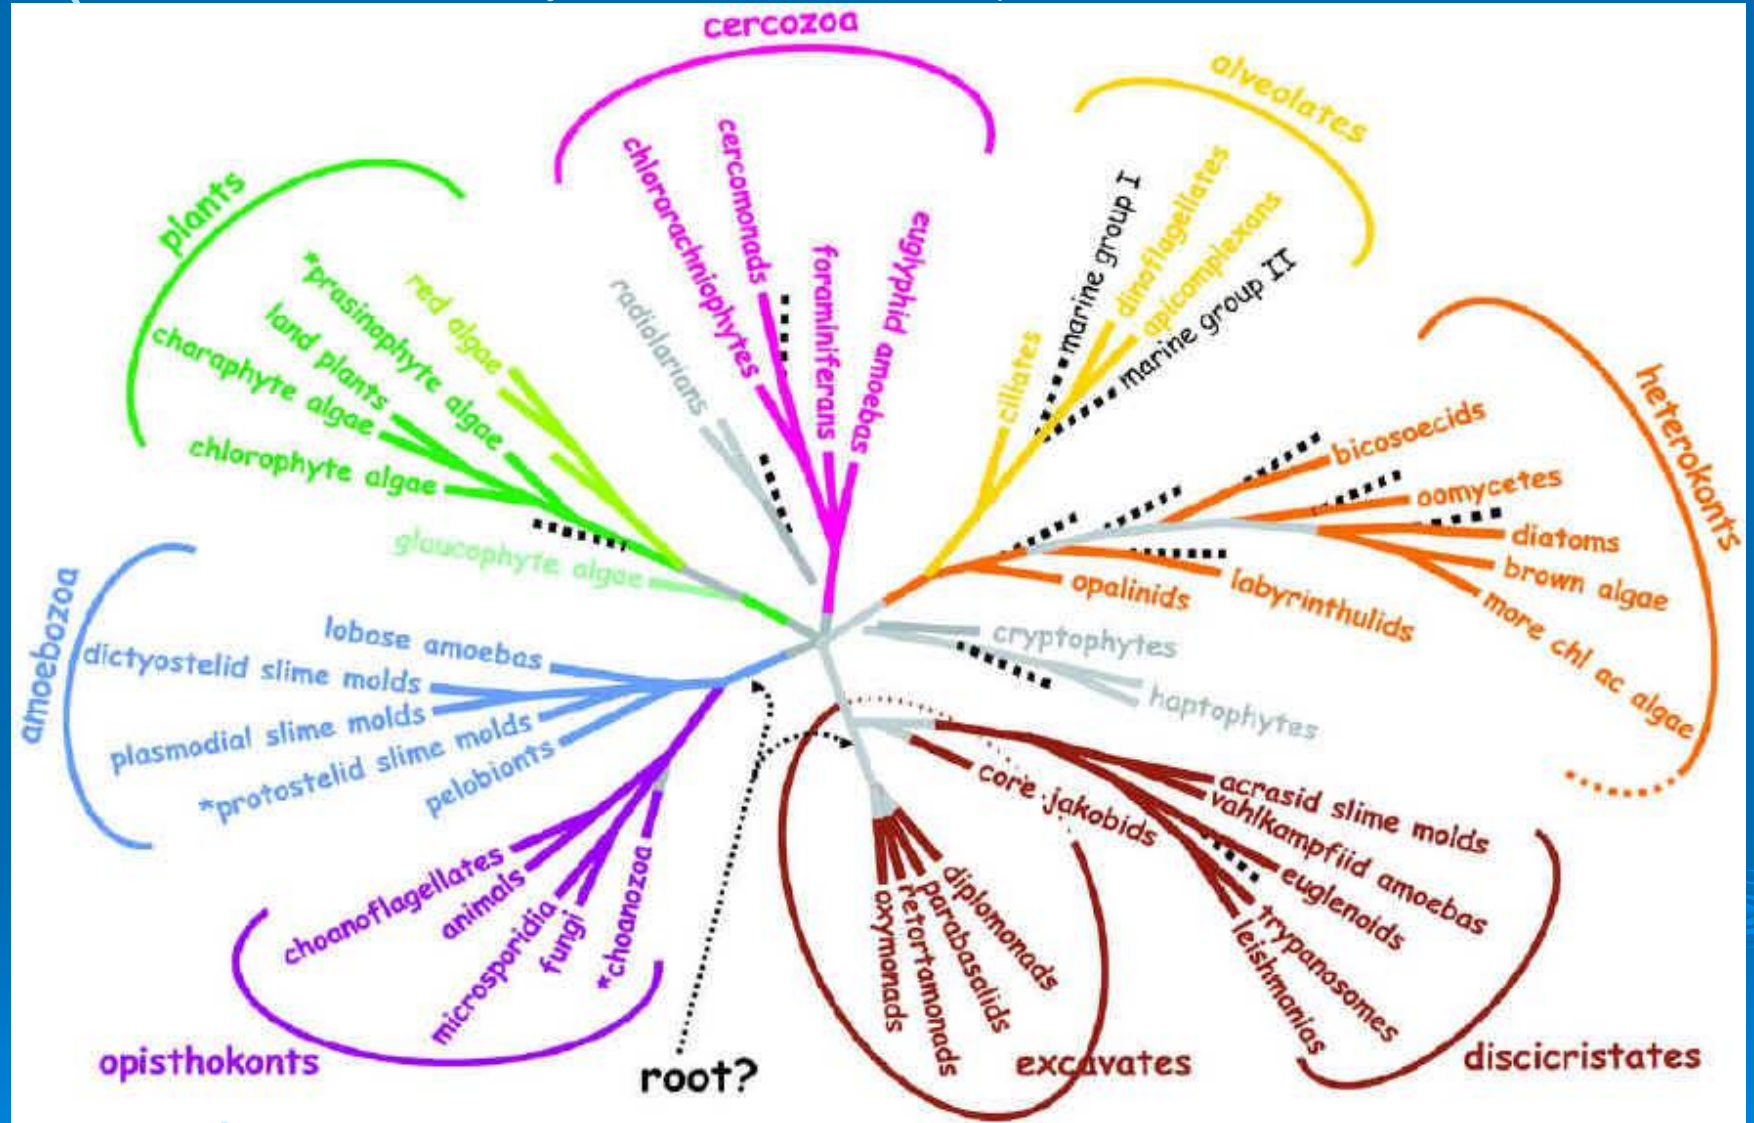 cercozoa
alveolates
plants
heterokonts
amoebozoa
opisthokonts
excavates
discicristates
root?
chlorarachniophytes
cercomonads
foraminiferans
euglyphid amoebas
radiolarians
ciliates
marine group I
dinoflagellates
apicomplexans
marine group II
bicosoecids
oomycetes
diatoms
brown algae
more chl ac algae
labyrinthulids
opalinids
cryptophytes
haptophytes
red algae
*prasinophyte algae
land plants
charaphyte algae
chlorophyte algae
glaucophyte algae
lobose amoebas
dictyostelid slime molds
plasmodial slime molds
*protostelid slime molds
pelobionts
choanoflagellates
animals
microsporidia
fungi
*choanozoa
core jakobids
acrasid slime molds
vahlkampfiid amoebas
euglenoids
trypanosomes
leishmanias
diplomonads
parabasalids
retortamonads
oxymonads